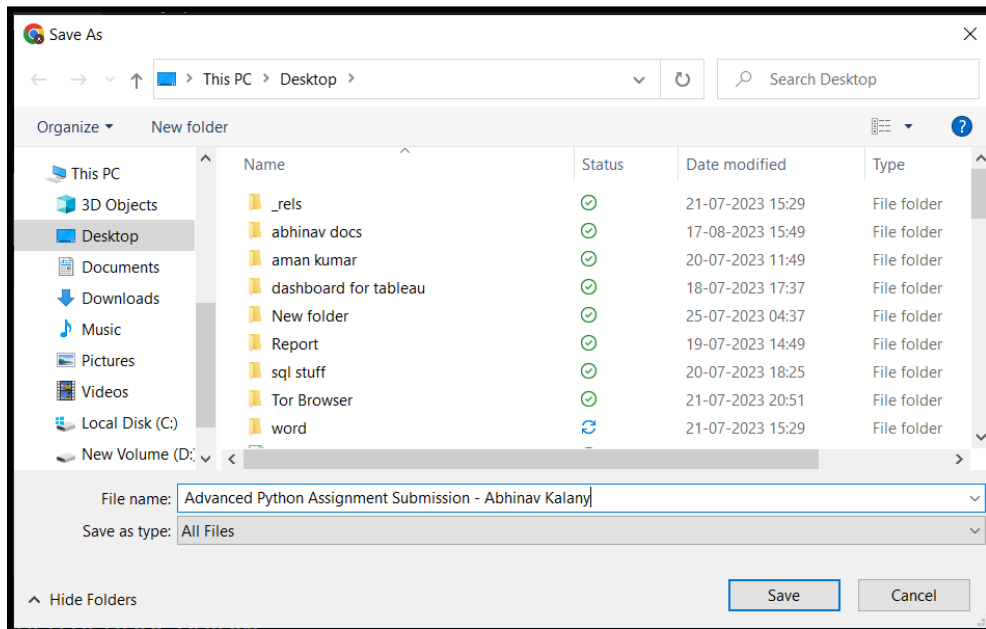 Save As
This PC > Desktop >
Search Desktop
Organize
New folder
Name Status Date modified Type
This PC
3D Objects
Desktop
Documents
Downloads
Music
Pictures
Videos
Local Disk (C:)
New Volume (D:)
_rels 21-07-2023 15:29 File folder
abhinav docs 17-08-2023 15:49 File folder
aman kumar 20-07-2023 11:49 File folder
dashboard for tableau 18-07-2023 17:37 File folder
New folder 25-07-2023 04:37 File folder
Report 19-07-2023 14:49 File folder
sql stuff 20-07-2023 18:25 File folder
Tor Browser 21-07-2023 20:51 File folder
word 21-07-2023 15:29 File folder
File name: Advanced Python Assignment Submission - Abhinav Kalany
Save as type: All Files
Hide Folders
Save
Cancel